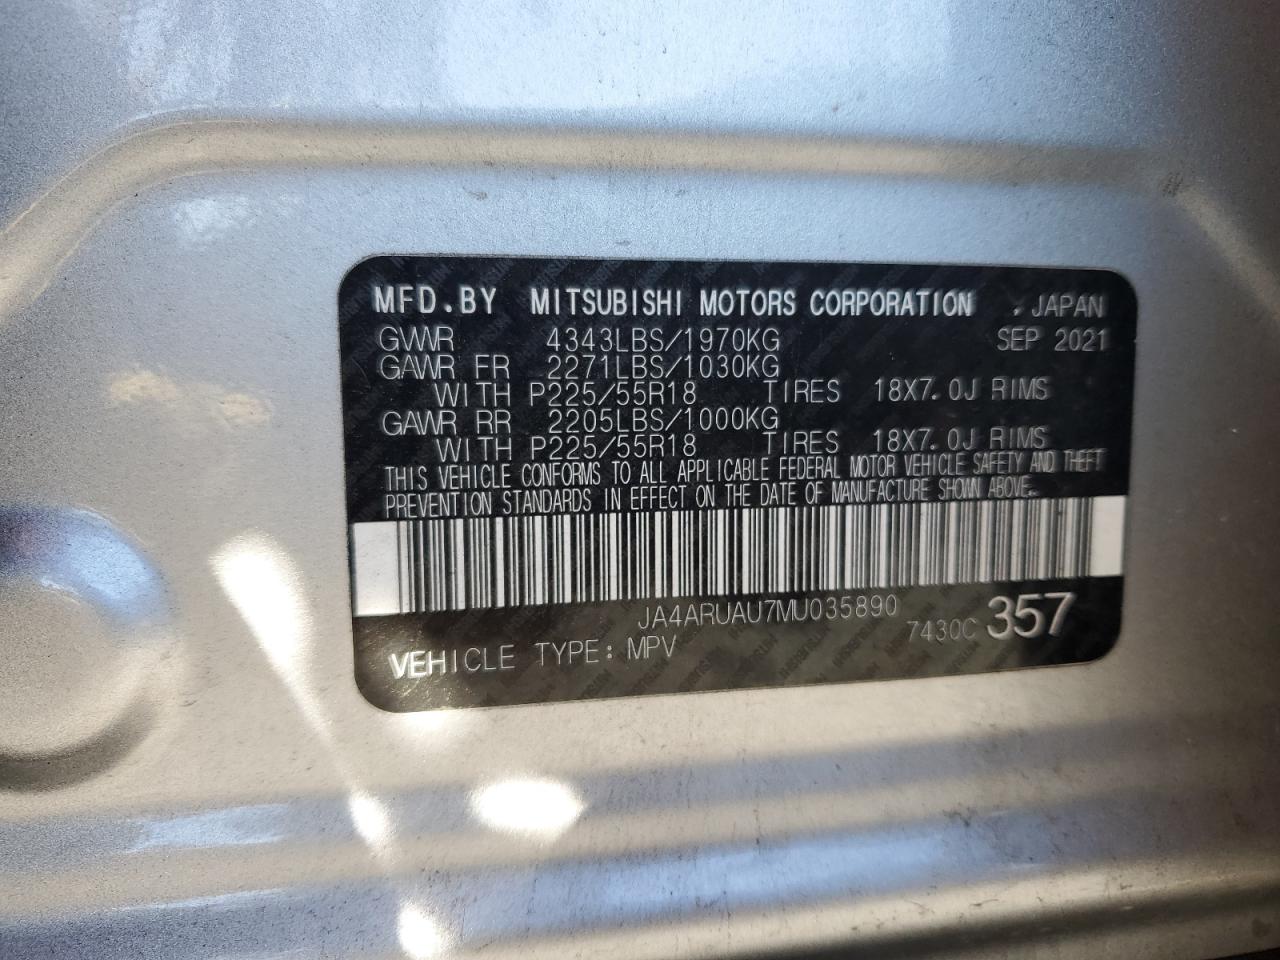 MFD.BY MITSUBISHI MOTORS CORPORATION , JAPAN
GWWR 4343LBS/1970KG SEP 2021
GAWR FR 2271LBS/1030KG
WITH P225/55R18 TIRES 18X7.0J RIMS
GAWR RR 2205LBS/1000KG
WITH P225/55R18 TIRES 18X7.0J RIMS
THIS VEHICLE CONFORMS TO ALL APPLICABLE FEDERAL MOTOR VEHICLE SAFETY AND THEFT
PREVENTION STANDARDS IN EFFECT ON THE DATE OF MANUFACTURE SHOWN ABOVE.
JA4ARUAU7MU035890
VEHICLE TYPE: MPV 7430C 357